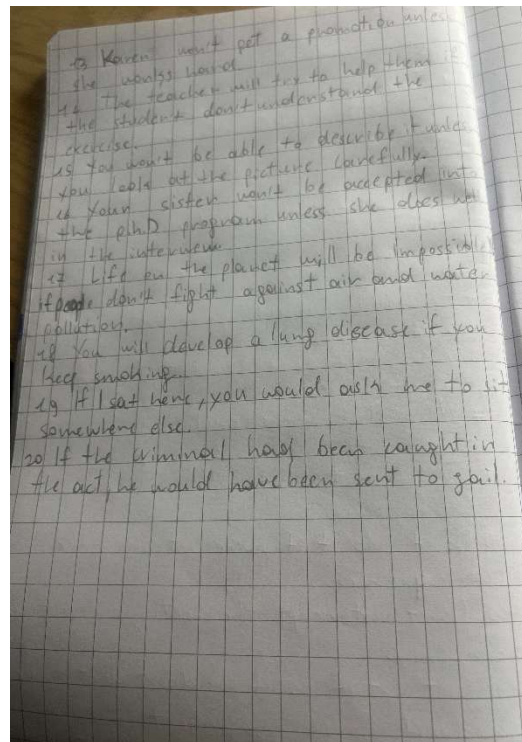 13 Karen won't get a promotion unless
she works hard
14 The teacher will try to help them if
the student don't understand the
exercise.
15 You won't be able to describe it unless
you look at the picture carefully.
16 Your sister won't be accepted into
the phD program unless she does well
in the interview
17 Life on the planet will be impossible
if people don't fight against air and water
pollution.
18 You will develop a lung disease if you
keep smoking
19 If I sat here, you would ask me to sit
somewhere else.
20 If the criminal had been caught in
the act, he would have been sent to gail.